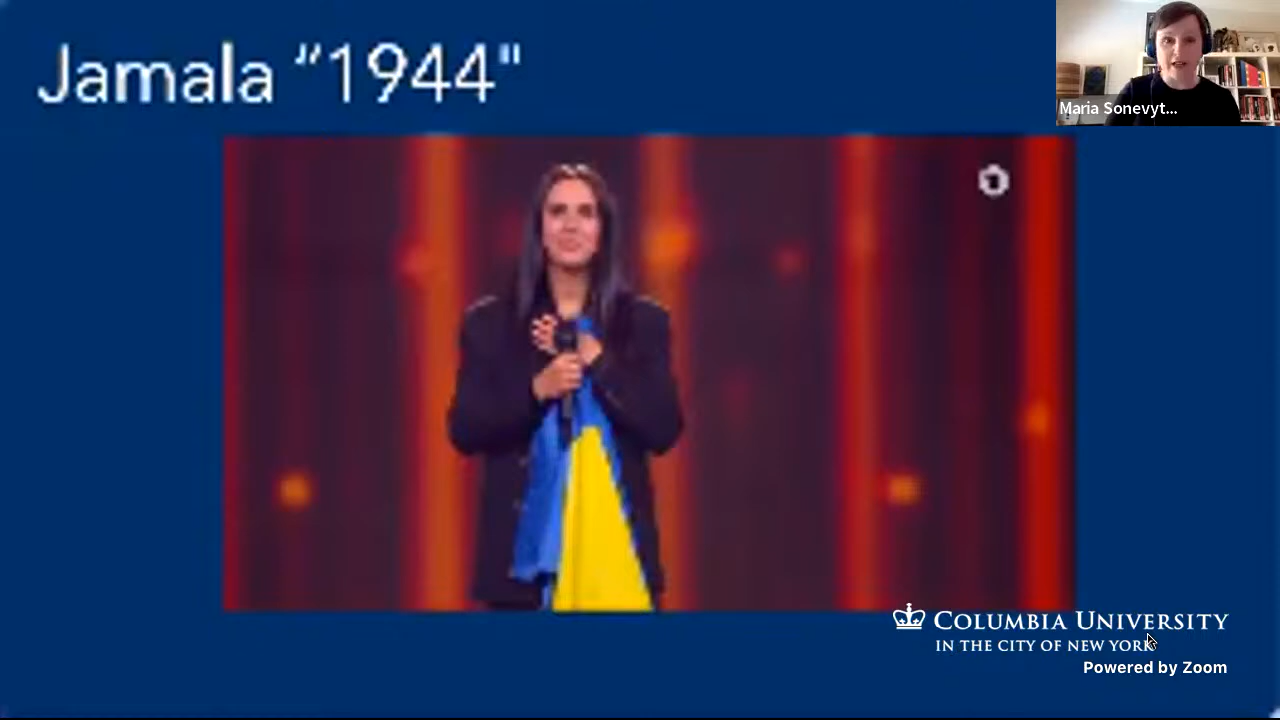 Jamala “1944"
Maria Sonevyt...
COLUMBIA UNIVERSITY
IN THE CITY OF NEW YORK
Powered by Zoom